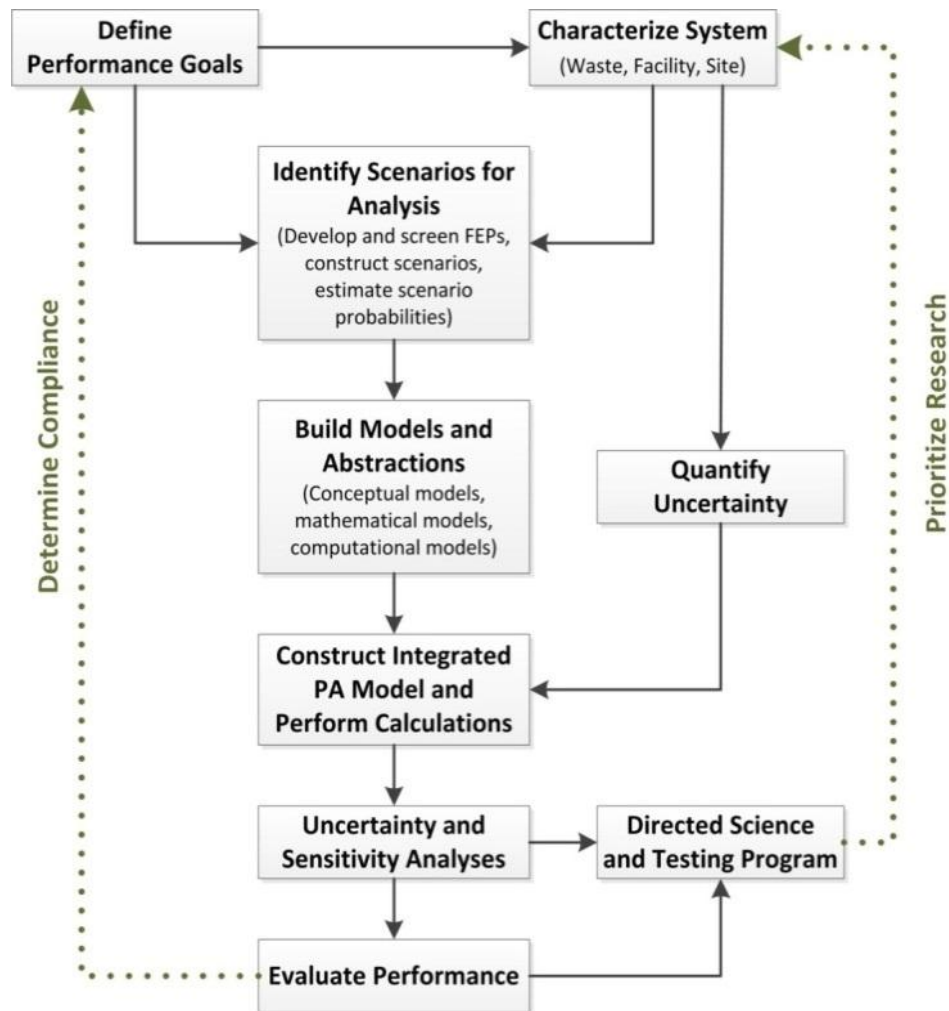 Define
Performance Goals
Characterize System
(Waste, Facility, Site)
Identify Scenarios for
Analysis
(Develop and screen FEPs,
construct scenarios,
estimate scenario
probabilities)
Build Models and
Abstractions
(Conceptual models,
mathematical models,
computational models)
Quantify
Uncertainty
Determine Compliance
Prioritize Research
Construct Integrated
PA Model and
Perform Calculations
Uncertainty and
Sensitivity Analyses
Directed Science
and Testing Program
Evaluate Performance